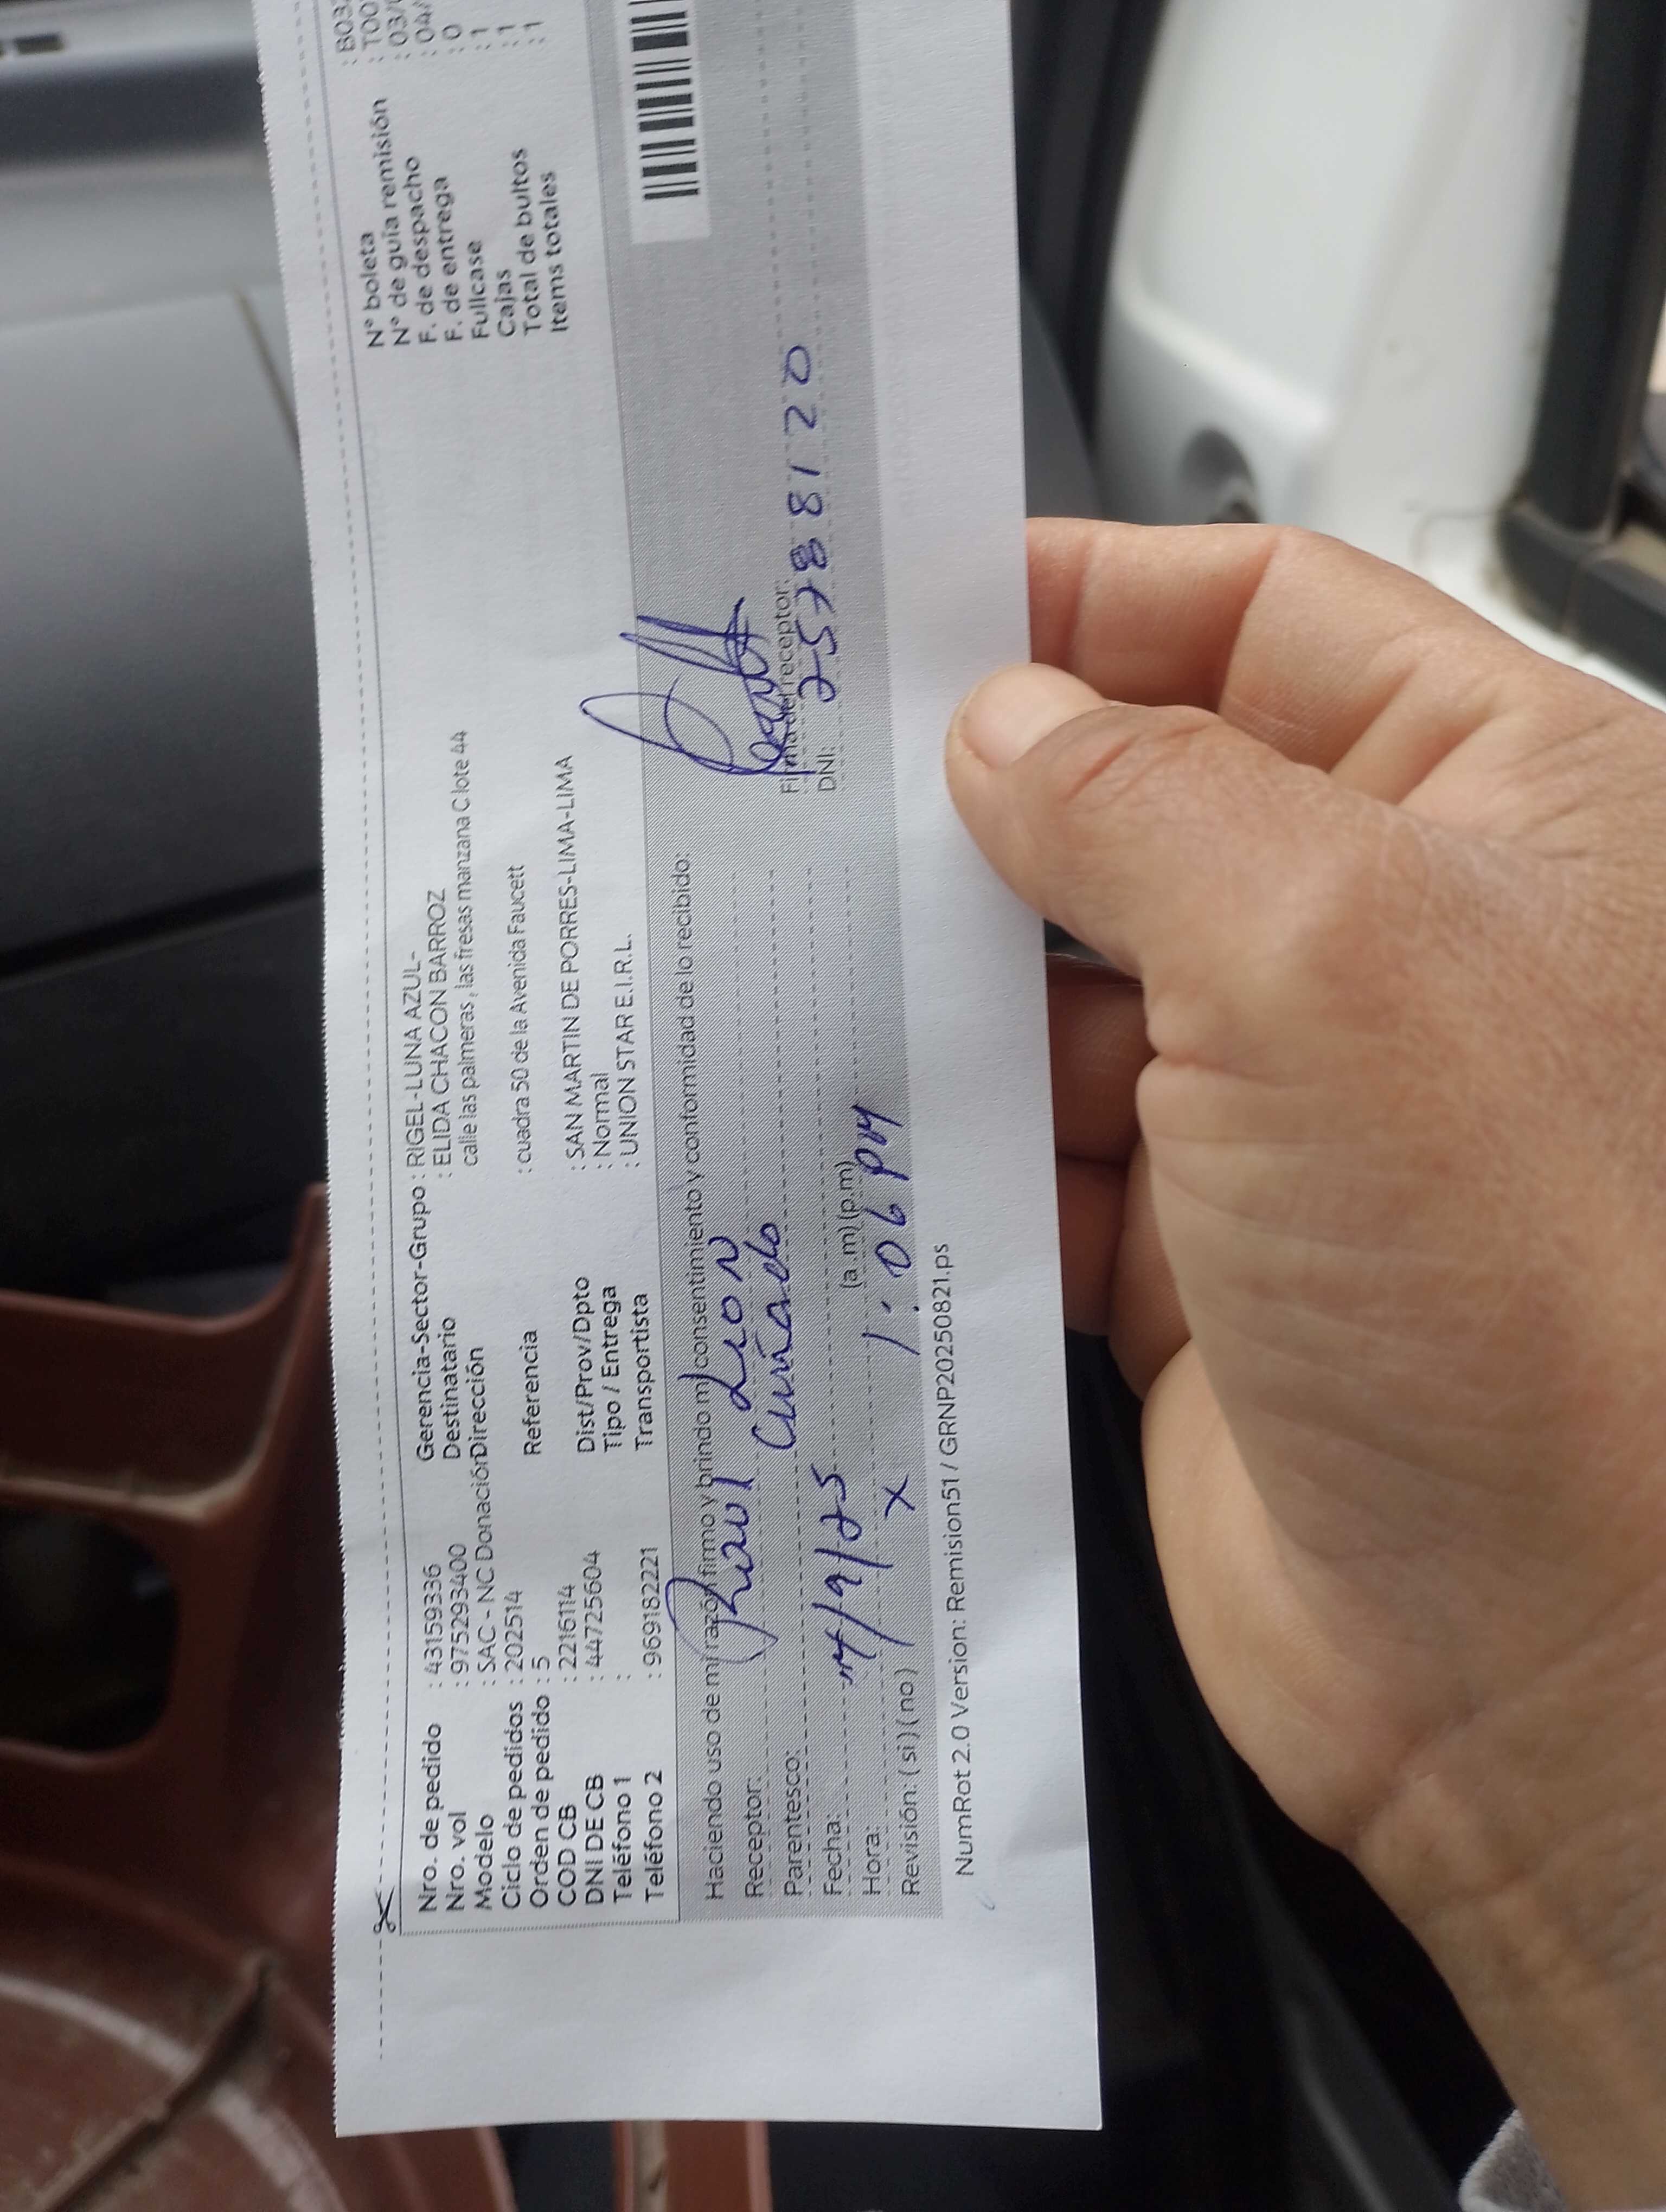 Nro. de pedido : 43159336
Nro. vol : 975293400
Modelo : SAC - NC Donación
Ciclo de pedidos : 202514
Orden de pedido : 5
COD CB : 2216114
DNI DE CB : 44725604
Teléfono 1 :
Teléfono 2 : 969182221
Gerencia-Sector-Grupo : RIGEL-LUNA AZUL-
Destinatario : ELIDA CHACON BARROZ
Dirección calle las palmeras , las fresas manzana C lote 44
Referencia : cuadra 50 de la Avenida Faucett
Dist/Prov/Dpto : SAN MARTIN DE PORRES-LIMA-LIMA
Tipo / Entrega : Normal
Transportista : UNION STAR E.I.R.L.
N° boleta : B03
N° de guía remisión : T00
F. de despacho : 03/
F. de entrega : 04/
Fullcase : 0
Cajas : 1
Total de bultos : 1
Items totales : 1
Haciendo uso de mi razón firmo y brindo mi consentimiento y conformidad de lo recibido:
Receptor: Raul Leon
Parentesco: Cuñado
Fecha: 4/9/25
Hora: 1:06 pm (a.m) (p.m)
Revisión: ( si ) ( no ) x
Firma del receptor:
DNI: 25788120
NumRot 2.0 Version: Remision51 / GRNP20250821.ps